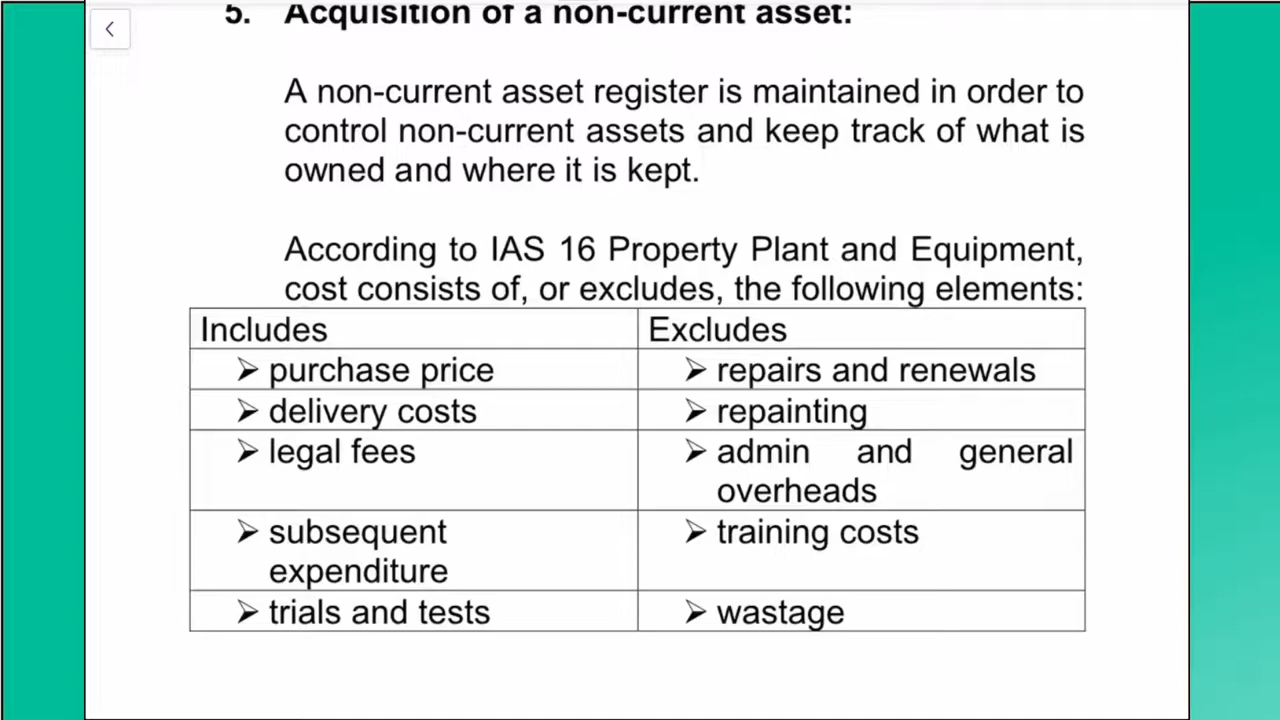 5. Acquisition of a non-current asset:
A non-current asset register is maintained in order to
control non-current assets and keep track of what is
owned and where it is kept.
According to IAS 16 Property Plant and Equipment,
cost consists of, or excludes, the following elements:
Includes Excludes
➢ purchase price ➢ repairs and renewals
➢ delivery costs ➢ repainting
➢ legal fees ➢ admin and general
overheads
➢ subsequent ➢ training costs
expenditure
➢ trials and tests ➢ wastage